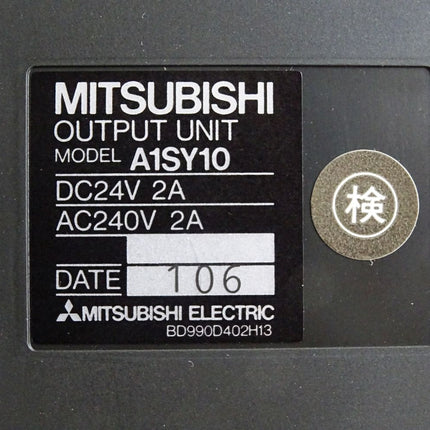 MITSUBISHI
OUTPUT UNIT
MODEL A1SY10
DC24V 2A
AC240V 2A
DATE 106
MITSUBISHI ELECTRIC
BD990D402H13
検